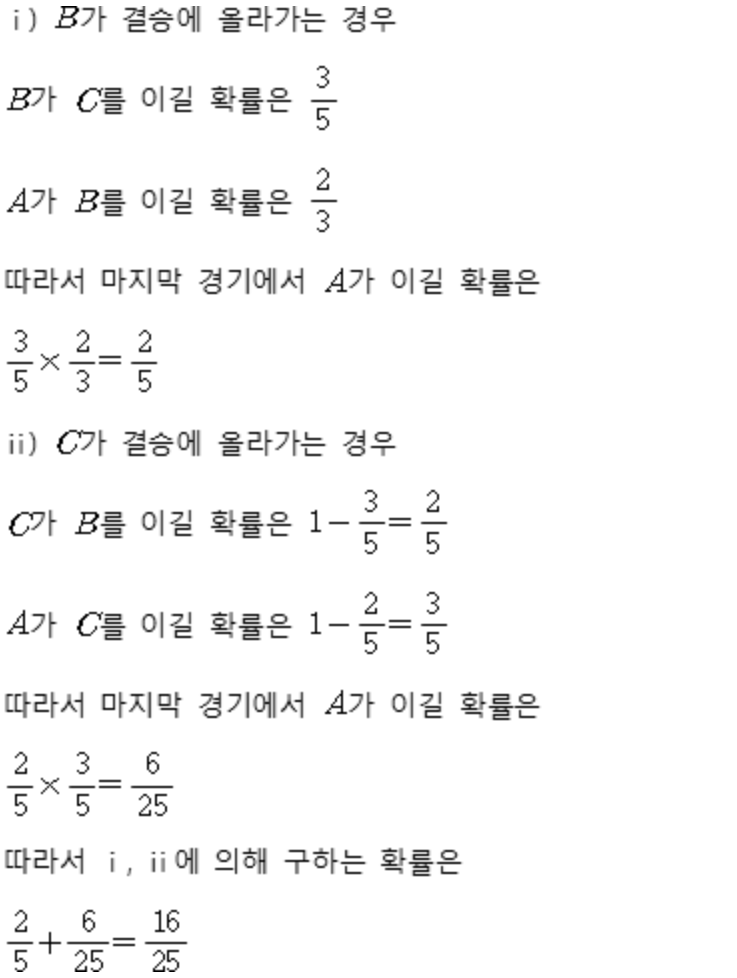 i) B가 결승에 올라가는 경우
B가 C를 이길 확률은 3/5
A가 B를 이길 확률은 2/3
따라서 마지막 경기에서 A가 이길 확률은
3/5 × 2/3 = 2/5
ii) C가 결승에 올라가는 경우
C가 B를 이길 확률은 1 - 3/5 = 2/5
A가 C를 이길 확률은 1 - 2/5 = 3/5
따라서 마지막 경기에서 A가 이길 확률은
2/5 × 3/5 = 6/25
따라서 i, ii에 의해 구하는 확률은
2/5 + 6/25 = 16/25